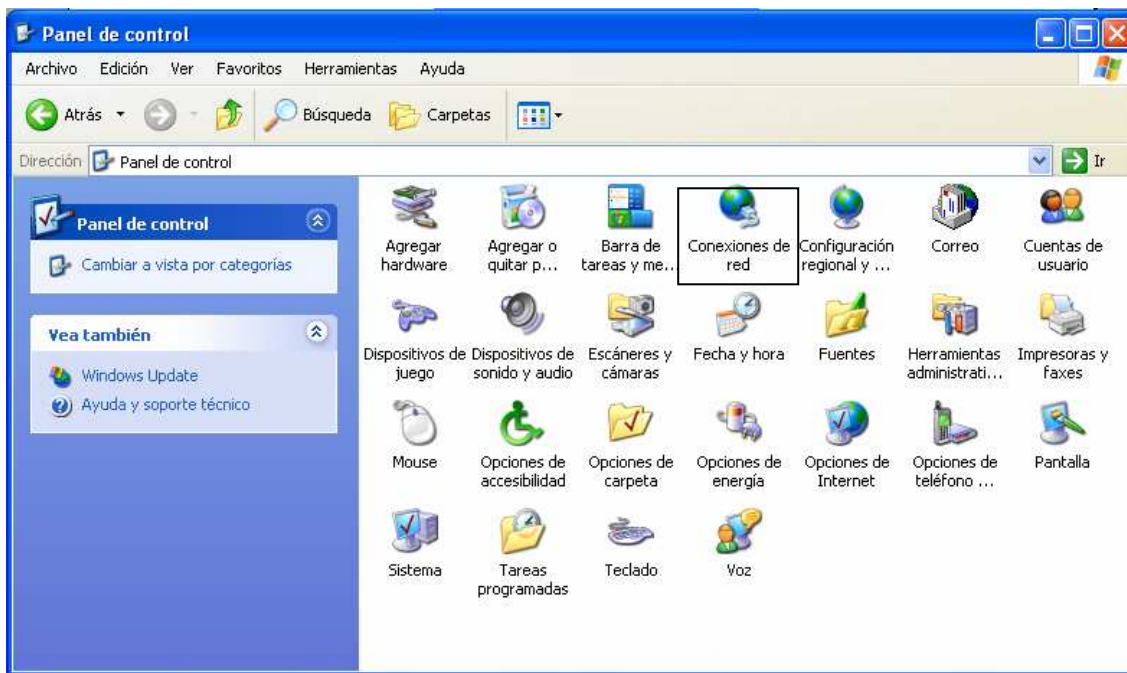 Panel de control
Archivo Edición Ver Favoritos Herramientas Ayuda
Atrás Búsqueda Carpetas
Dirección Panel de control Ir
Panel de control
Cambiar a vista por categorías
Vea también
Windows Update
Ayuda y soporte técnico
Agregar
hardware
Agregar o
quitar p...
Barra de
tareas y me...
Conexiones de
red
Configuración
regional y ...
Correo
Cuentas de
usuario
Dispositivos de
juego
Dispositivos de
sonido y audio
Escáneres y
cámaras
Fecha y hora
Fuentes
Herramientas
administrati...
Impresoras y
faxes
Mouse
Opciones de
accesibilidad
Opciones de
carpeta
Opciones de
energía
Opciones de
Internet
Opciones de
teléfono ...
Pantalla
Sistema
Tareas
programadas
Teclado
Voz